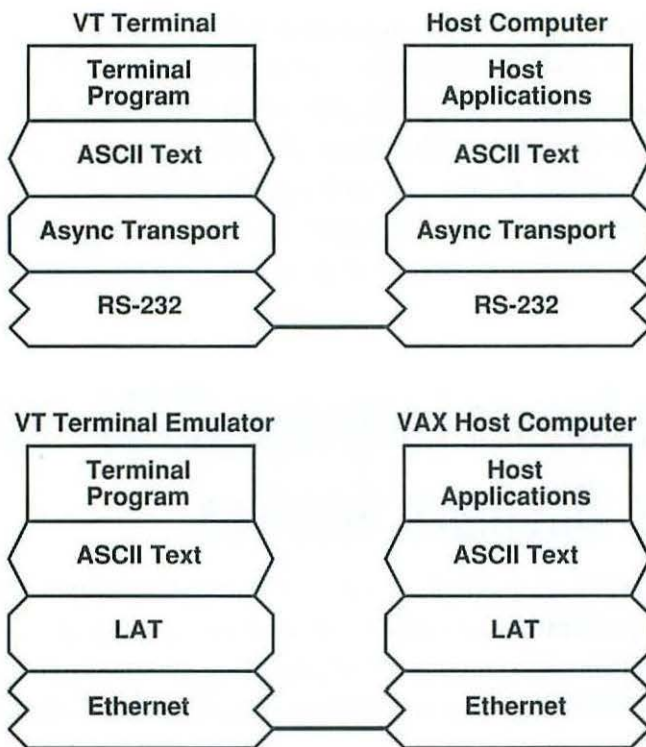 VT Terminal
Terminal
Program
ASCII Text
Async Transport
RS-232
Host Computer
Host
Applications
ASCII Text
Async Transport
RS-232
VT Terminal Emulator
Terminal
Program
ASCII Text
LAT
Ethernet
VAX Host Computer
Host
Applications
ASCII Text
LAT
Ethernet